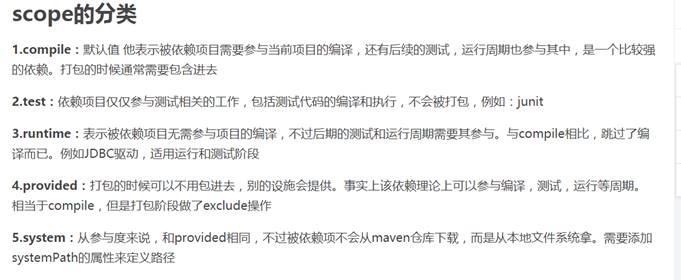 scope的分类
1.compile：默认值 他表示被依赖项目需要参与当前项目的编译，还有后续的测试，运行周期也参与其中，是一个比较强
的依赖。打包的时候通常需要包含进去
2.test：依赖项目仅仅参与测试相关的工作，包括测试代码的编译和执行，不会被打包，例如：junit
3.runtime：表示被依赖项目无需参与项目的编译，不过后期的测试和运行周期需要其参与。与compile相比，跳过了编
译而已。例如JDBC驱动，适用运行和测试阶段
4.provided：打包的时候可以不用包进去，别的设施会提供。事实上该依赖理论上可以参与编译，测试，运行等周期。
相当于compile，但是打包阶段做了exclude操作
5.system：从参与度来说，和provided相同，不过被依赖项不会从maven仓库下载，而是从本地文件系统拿。需要添加
systemPath的属性来定义路径